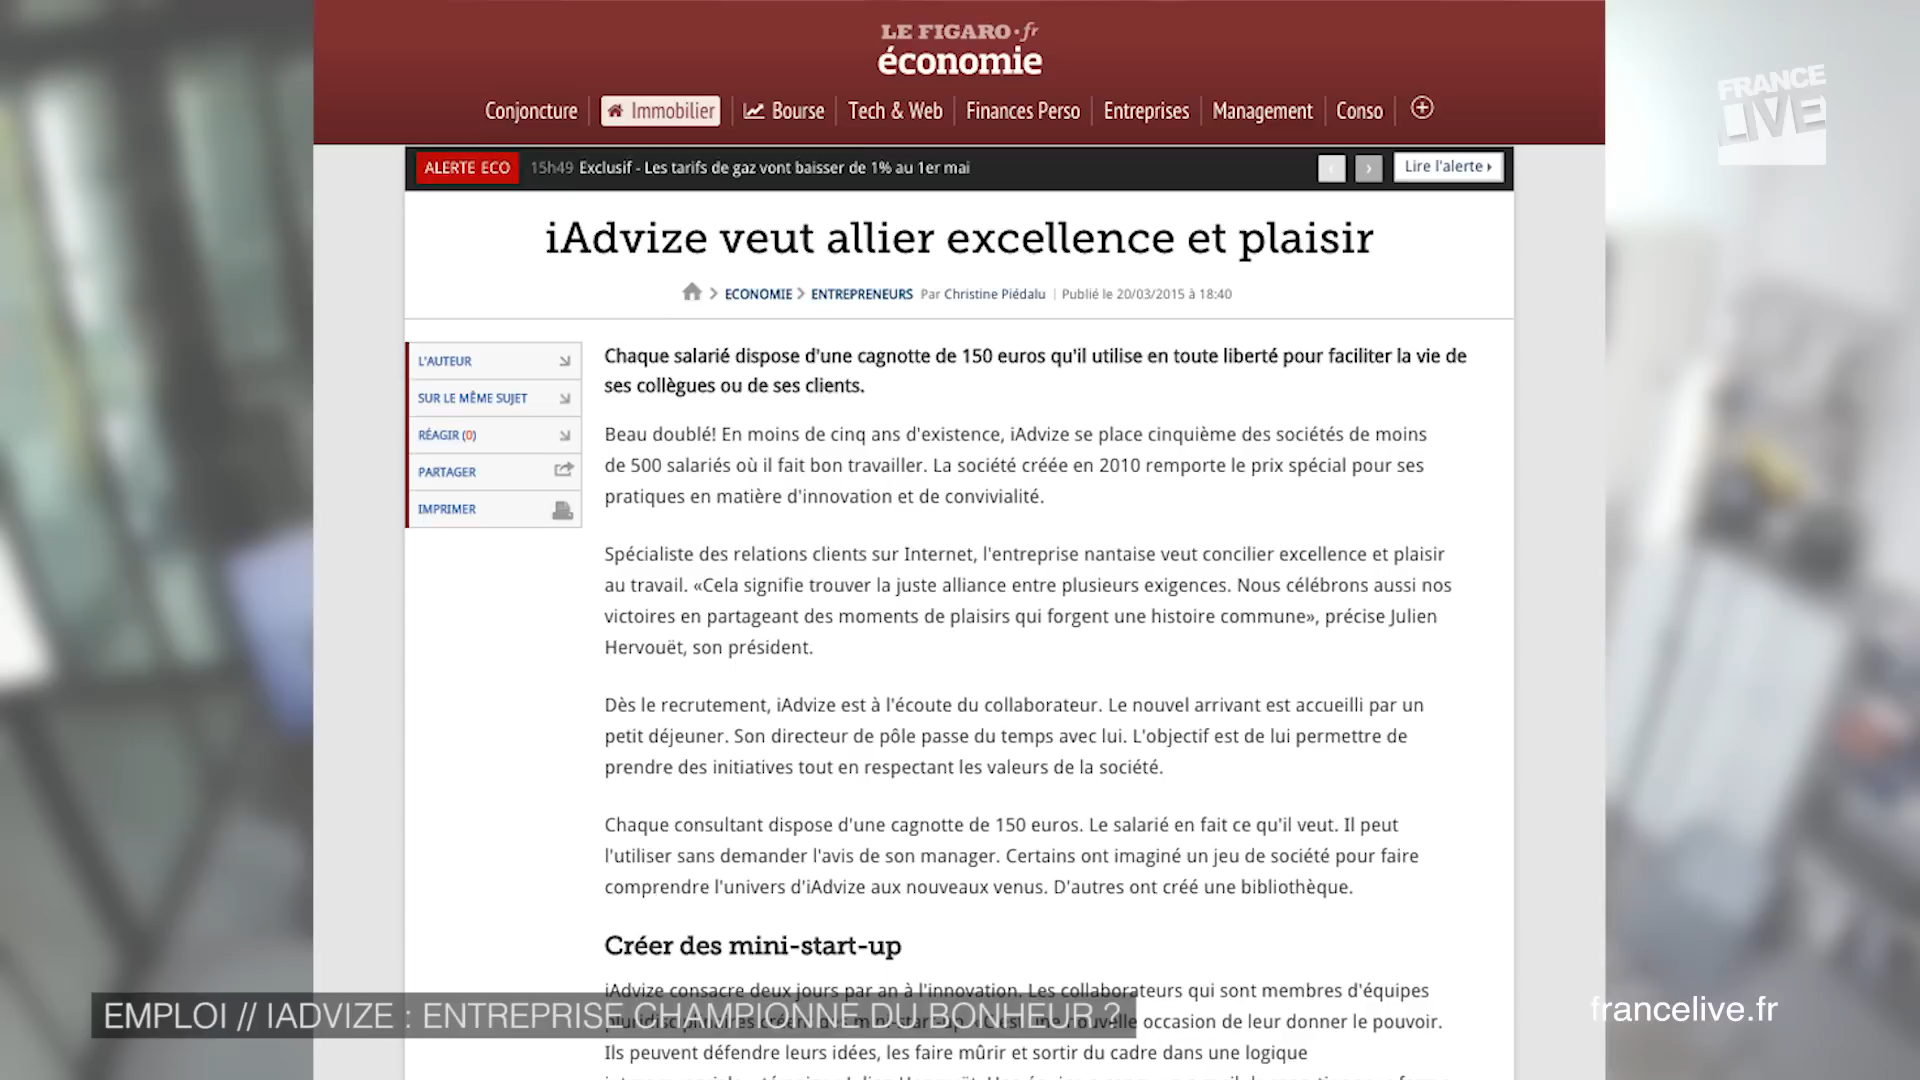 LE FIGARO·fr
économie
Conjoncture
Immobilier
Bourse
Tech & Web
Finances Perso
Entreprises
Management
Conso
FRANCE
LIVE
ALERTE ECO 15h49 Exclusif - Les tarifs de gaz vont baisser de 1% au 1er mai
Lire l'alerte
iAdvize veut allier excellence et plaisir
ECONOMIE ENTREPRENEURS Par Christine Piédalu | Publié le 20/03/2015 à 18:40
L'AUTEUR
SUR LE MÊME SUJET
RÉAGIR (0)
PARTAGER
IMPRIMER
Chaque salarié dispose d'une cagnotte de 150 euros qu'il utilise en toute liberté pour faciliter la vie de
ses collègues ou de ses clients.
Beau doublé! En moins de cinq ans d'existence, iAdvize se place cinquième des sociétés de moins
de 500 salariés où il fait bon travailler. La société créée en 2010 remporte le prix spécial pour ses
pratiques en matière d'innovation et de convivialité.
Spécialiste des relations clients sur Internet, l'entreprise nantaise veut concilier excellence et plaisir
au travail. «Cela signifie trouver la juste alliance entre plusieurs exigences. Nous célébrons aussi nos
victoires en partageant des moments de plaisirs qui forgent une histoire commune», précise Julien
Hervouët, son président.
Dès le recrutement, iAdvize est à l'écoute du collaborateur. Le nouvel arrivant est accueilli par un
petit déjeuner. Son directeur de pôle passe du temps avec lui. L'objectif est de lui permettre de
prendre des initiatives tout en respectant les valeurs de la société.
Chaque consultant dispose d'une cagnotte de 150 euros. Le salarié en fait ce qu'il veut. Il peut
l'utiliser sans demander l'avis de son manager. Certains ont imaginé un jeu de société pour faire
comprendre l'univers d'iAdvize aux nouveaux venus. D'autres ont créé une bibliothèque.
Créer des mini-start-up
iAdvize consacre deux jours par an à l'innovation. Les collaborateurs qui sont membres d'équipes
occasion de leur donner le pouvoir.
Ils peuvent défendre leurs idées, les faire mûrir et sortir du cadre dans une logique
EMPLOI // IADVIZE : ENTREPRISE CHAMPIONNE DU BONHEUR ?
francelive.fr